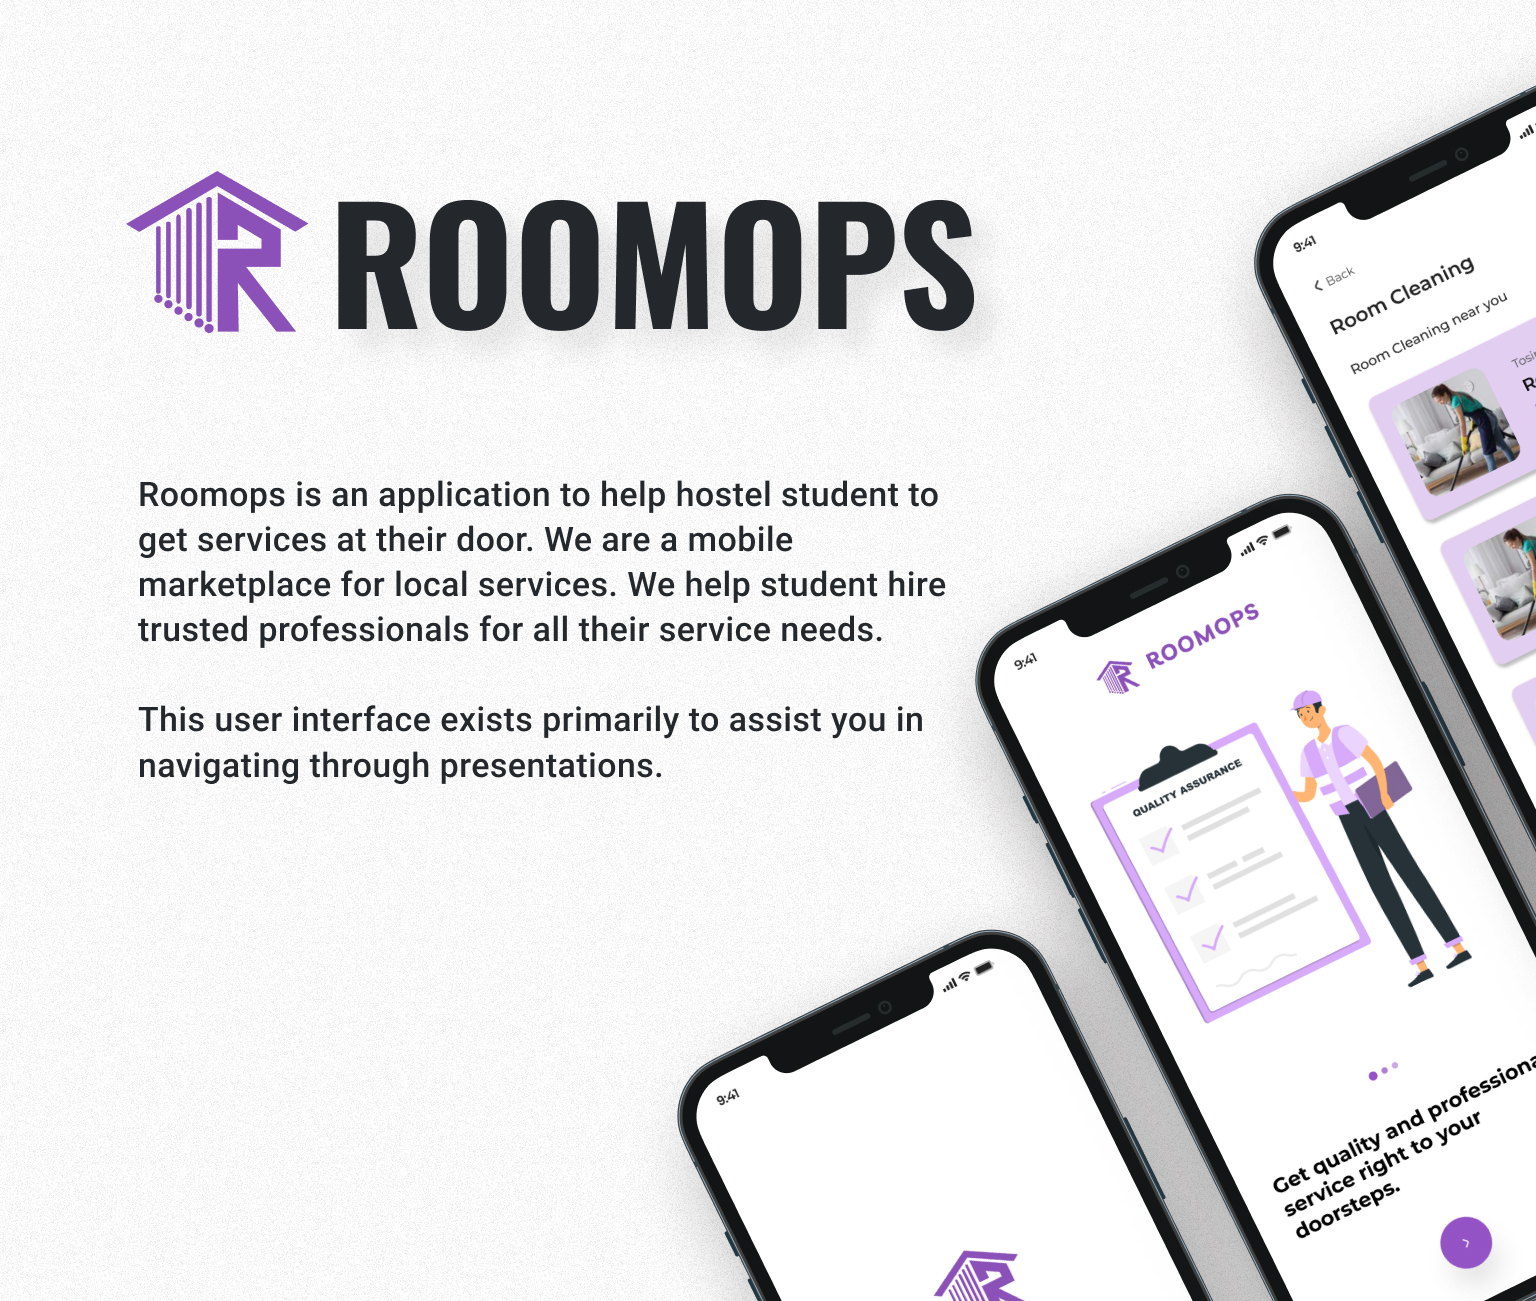 ROOMOPS
Roomops is an application to help hostel student to
get services at their door. We are a mobile
marketplace for local services. We help student hire
trusted professionals for all their service needs.
This user interface exists primarily to assist you in
navigating through presentations.
9:41
Back
Room Cleaning
Room Cleaning near you
9:41
ROOMOPS
QUALITY ASSURANCE
Get quality and professiona
service right to your
doorsteps.
9:41